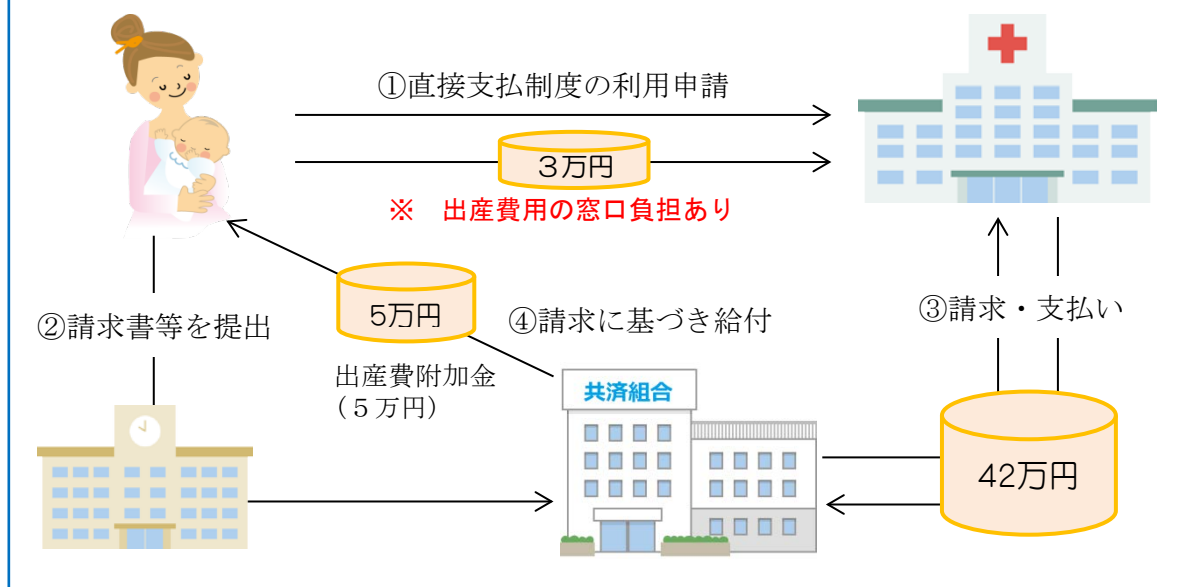 ①直接支払制度の利用申請
3万円
※　出産費用の窓口負担あり
5万円
④請求に基づき給付
③請求・支払い
②請求書等を提出
出産費附加金
（５万円）
共済組合
42万円